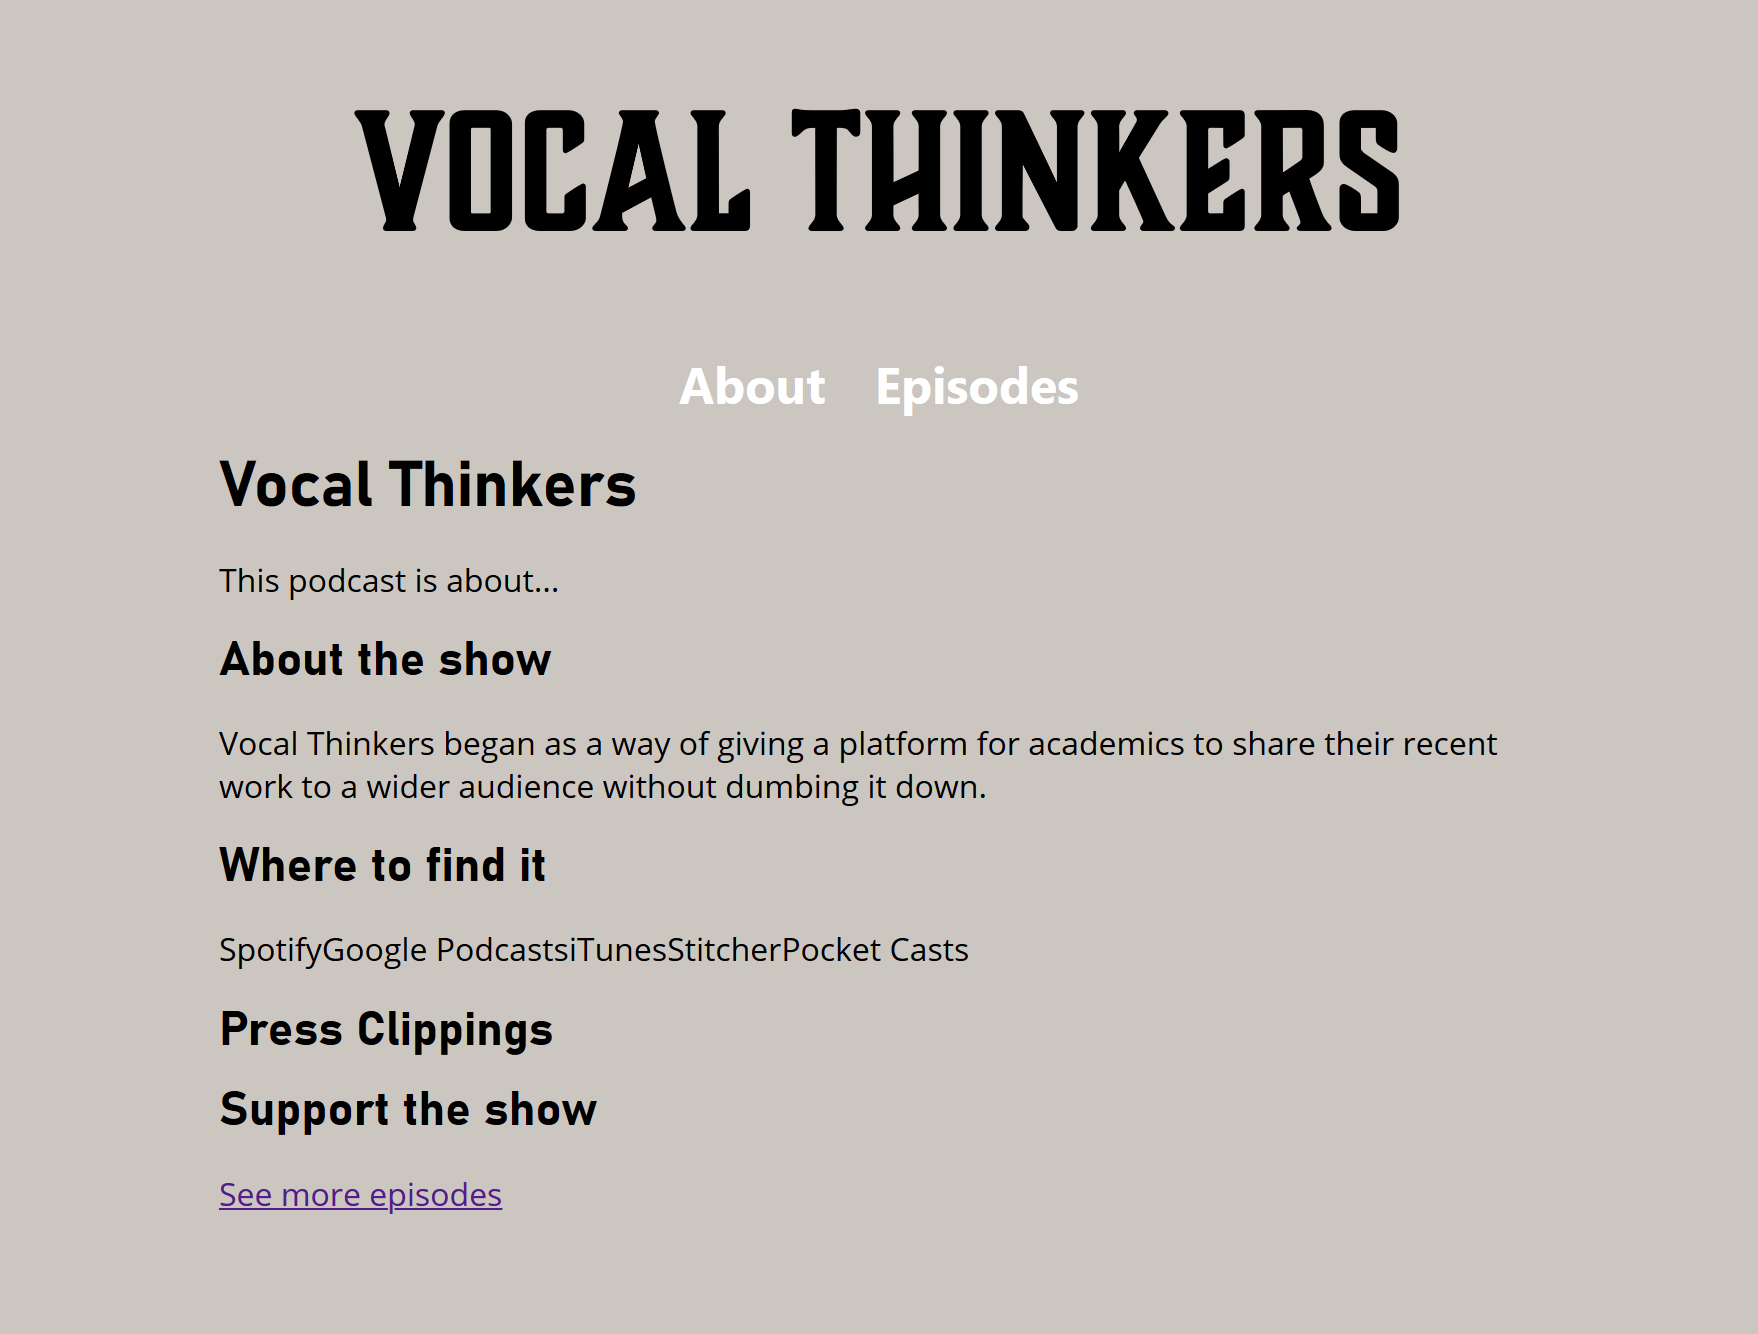 VOCAL THINKERS
About Episodes
Vocal Thinkers
This podcast is about...
About the show
Vocal Thinkers began as a way of giving a platform for academics to share their recent
work to a wider audience without dumbing it down.
Where to find it
SpotifyGoogle PodcastsiTunesStitcherPocket Casts
Press Clippings
Support the show
See more episodes